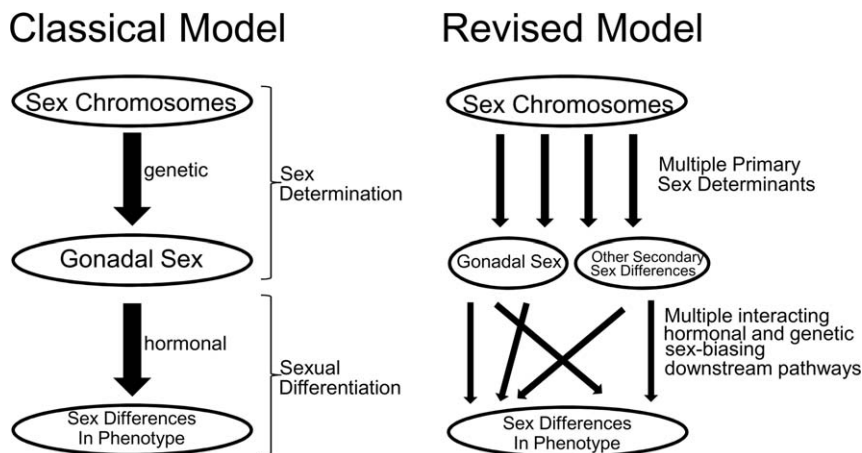 Classical Model
Sex Chromosomes
genetic
Sex
Determination
Gonadal Sex
hormonal
Sexual
Differentiation
Sex Differences
In Phenotype
Revised Model
Sex Chromosomes
Multiple Primary
Sex Determinants
Gonadal Sex
Other Secondary
Sex Differences
Multiple interacting
hormonal and genetic
sex-biasing
downstream pathways
Sex Differences
In Phenotype